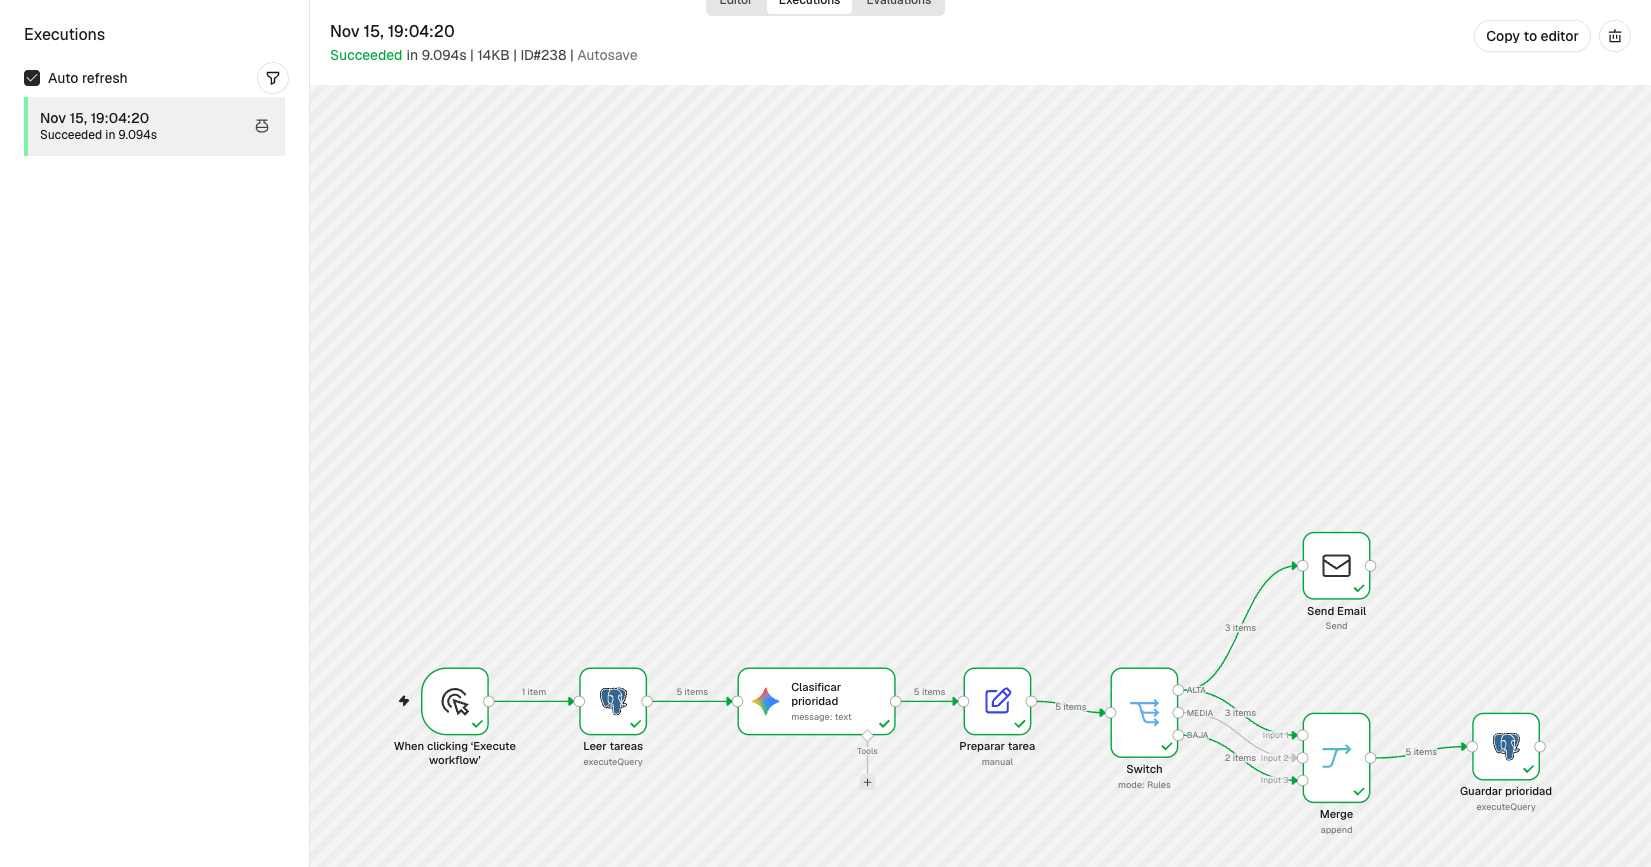 Editor
Executions
Evaluations
Executions
Auto refresh
Nov 15, 19:04:20
Succeeded in 9.094s
Nov 15, 19:04:20
Succeeded in 9.094s | 14KB | ID#238 | Autosave
Copy to editor
3 items
Send Email
Send
1 item
When clicking ‘Execute
workflow’
5 items
Leer tareas
executeQuery
Clasificar
prioridad
message: text
Tools
5 items
Preparar tarea
manual
5 items
Switch
mode: Rules
ALTA
MEDIA
BAJA
3 items
2 items
Input 1
Input 2
Input 3
Merge
append
5 items
Guardar prioridad
executeQuery